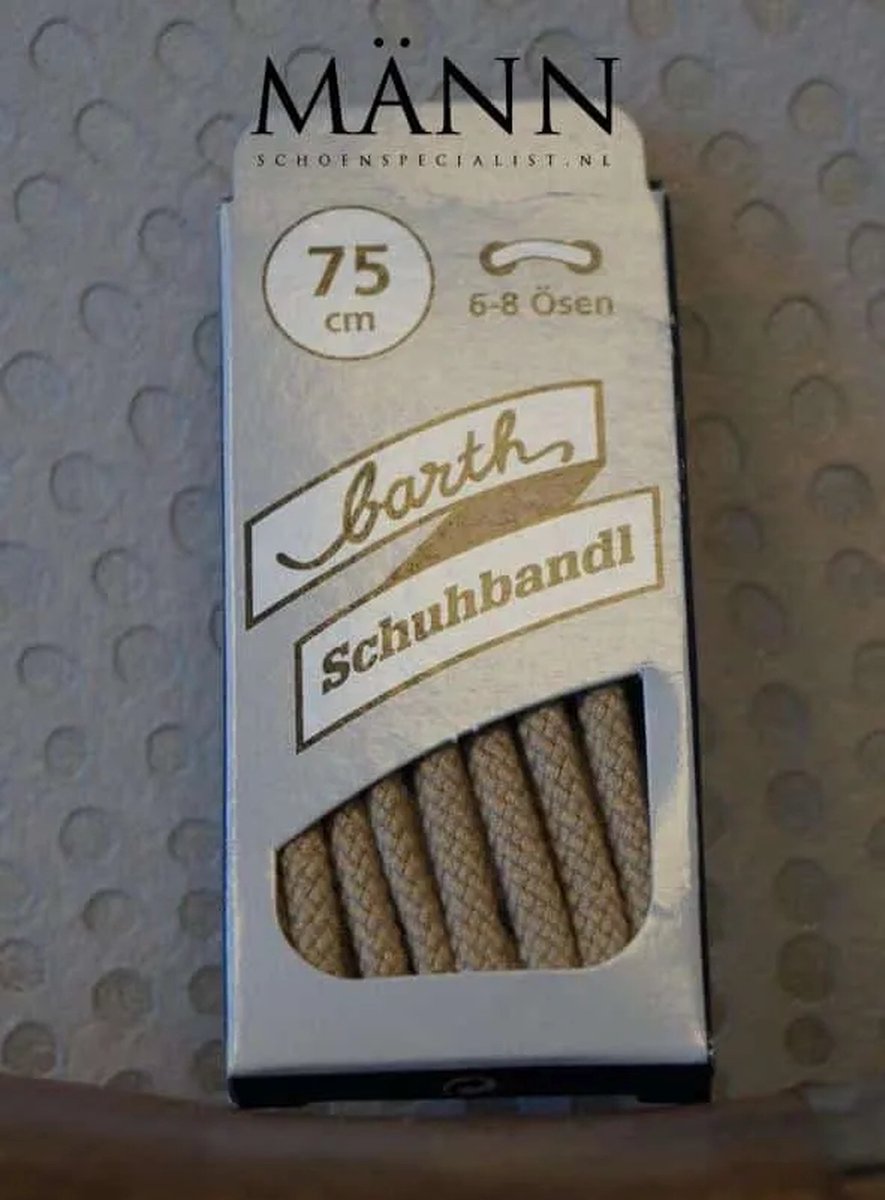 MÄNN
SCHOENSPECIALIST.NL
75
cm
6-8 Ösen
barth
Schuhbandl